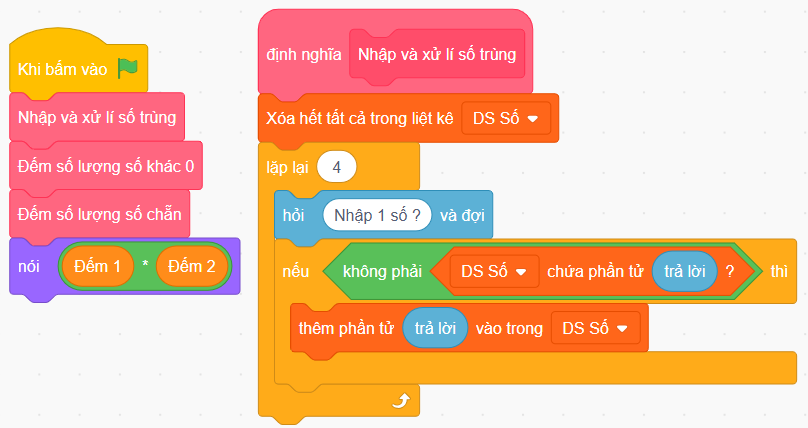 Khi bấm vào
Nhập và xử lí số trùng
Đếm số lượng số khác 0
Đếm số lượng số chẵn
nói Đếm 1 * Đếm 2
định nghĩa Nhập và xử lí số trùng
Xóa hết tất cả trong liệt kê DS Số
lặp lại 4
hỏi Nhập 1 số ? và đợi
nếu không phải DS Số chứa phần tử trả lời ? thì
thêm phần tử trả lời vào trong DS Số